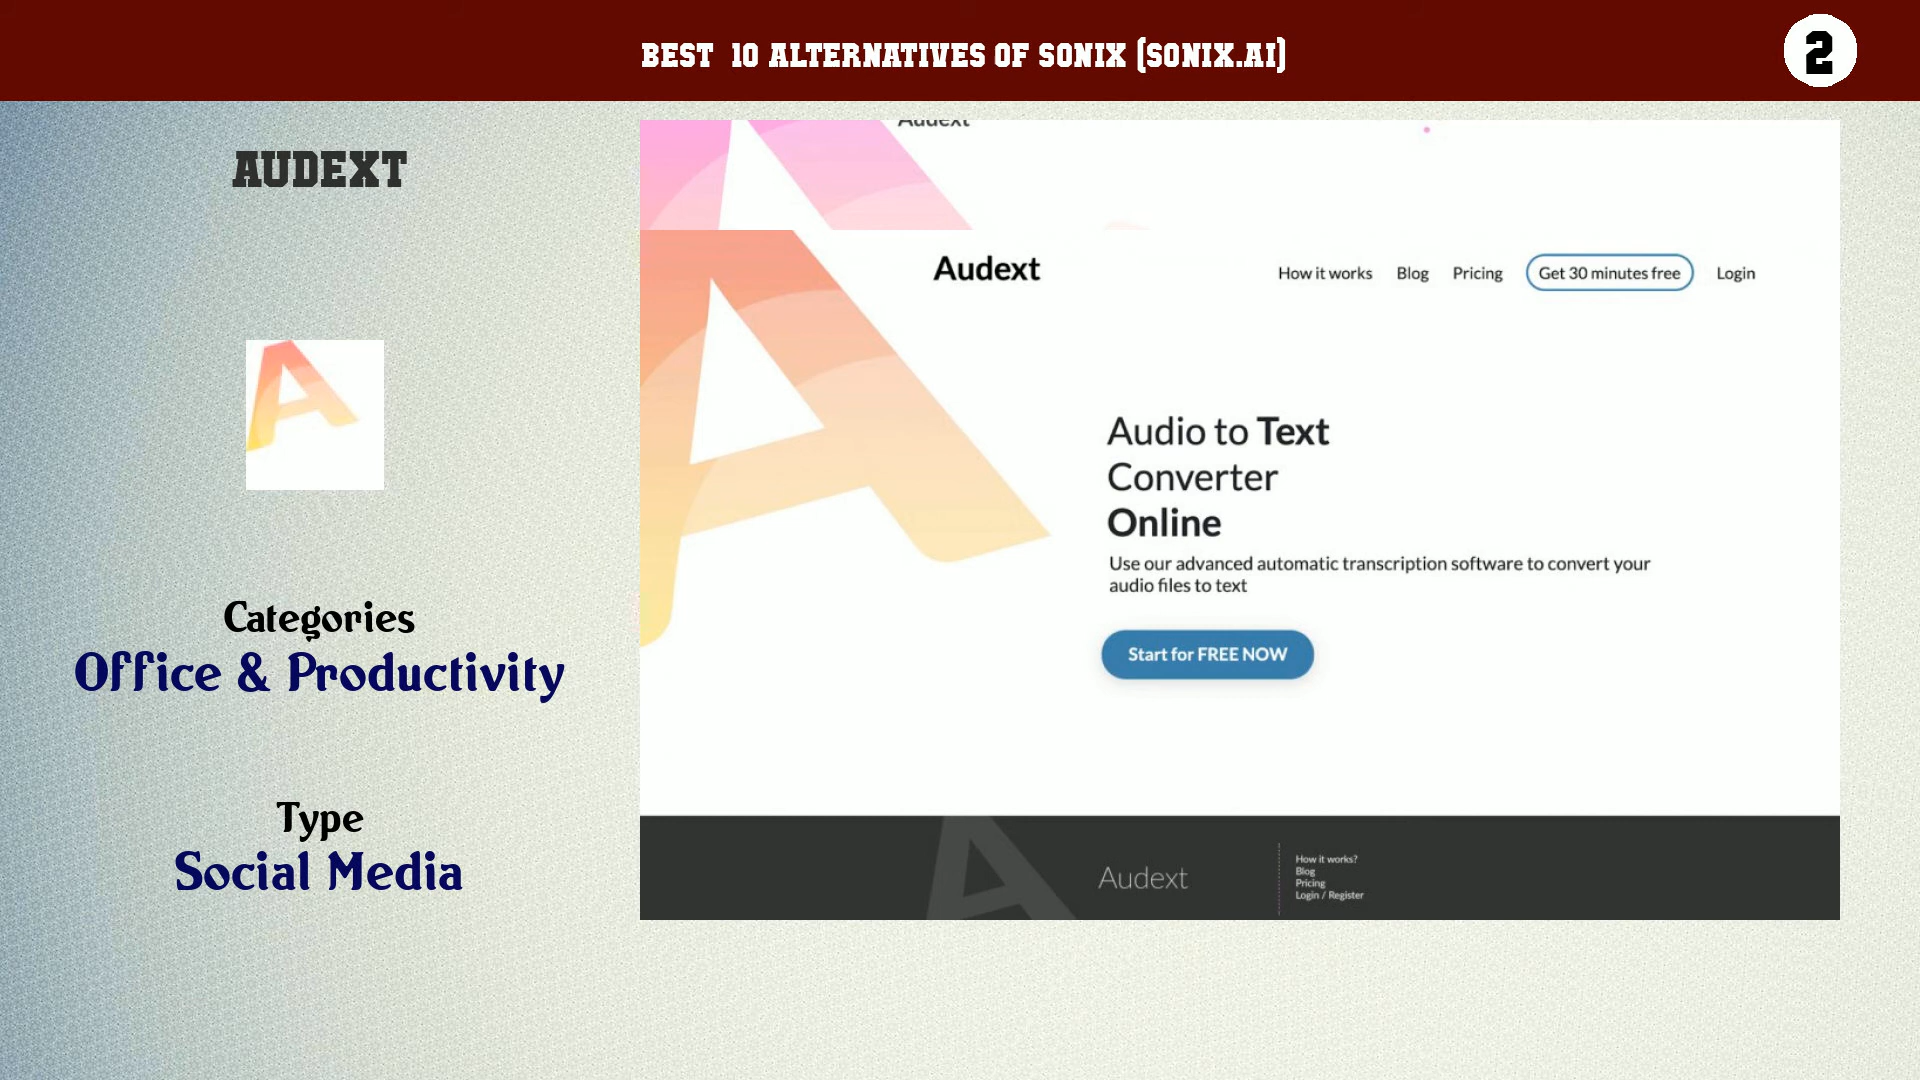 BEST 10 ALTERNATIVES OF SONIX (SONIX.AI)
2
AUDEXT
Categories
Office & Productivity
Type
Social Media
Audext
Audext
How it works Blog Pricing Get 30 minutes free Login
Audio to Text
Converter
Online
Use our advanced automatic transcription software to convert your
audio files to text
Start for FREE NOW
Audext
How it works?
Blog
Pricing
Login / Register